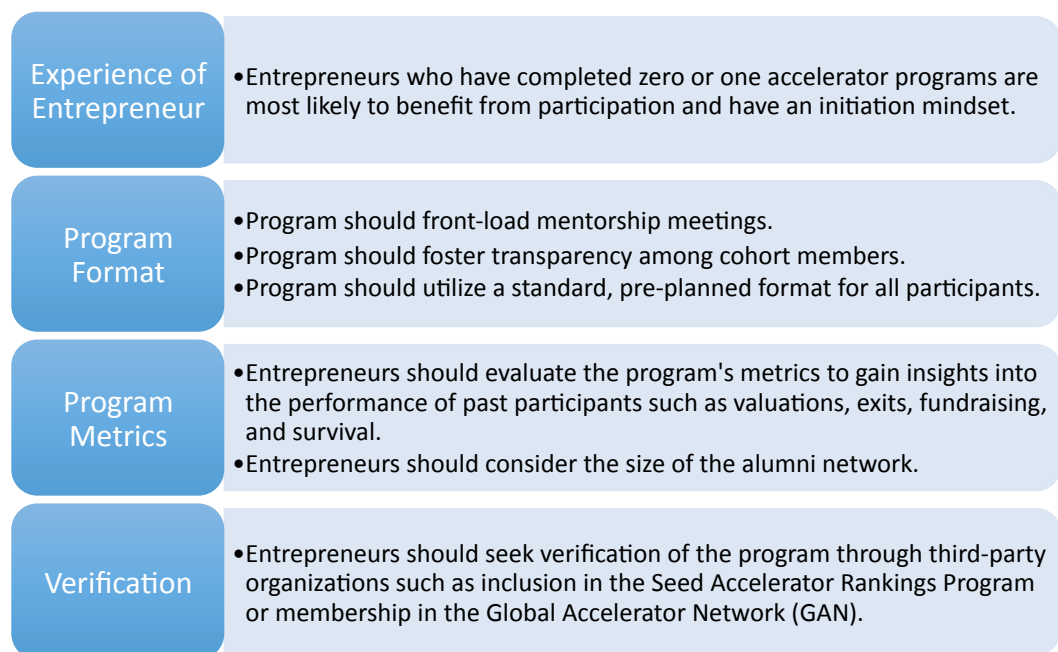 Experience of
Entrepreneur
•Entrepreneurs who have completed zero or one accelerator programs are
most likely to benefit from participation and have an initiation mindset.
Program
Format
•Program should front-load mentorship meetings.
•Program should foster transparency among cohort members.
•Program should utilize a standard, pre-planned format for all participants.
Program
Metrics
•Entrepreneurs should evaluate the program's metrics to gain insights into
the performance of past participants such as valuations, exits, fundraising,
and survival.
•Entrepreneurs should consider the size of the alumni network.
Verification
•Entrepreneurs should seek verification of the program through third-party
organizations such as inclusion in the Seed Accelerator Rankings Program
or membership in the Global Accelerator Network (GAN).